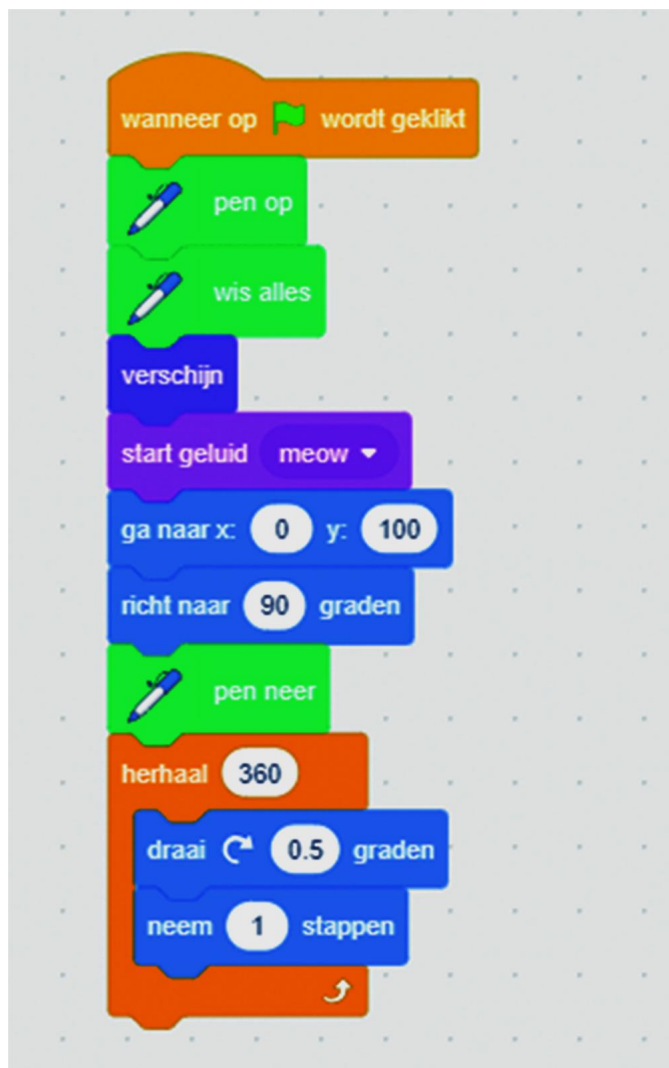 wanneer op wordt geklikt
pen op
wis alles
verschijn
start geluid meow
ga naar x: 0 y: 100
richt naar 90 graden
pen neer
herhaal 360
draai 0.5 graden
neem 1 stappen